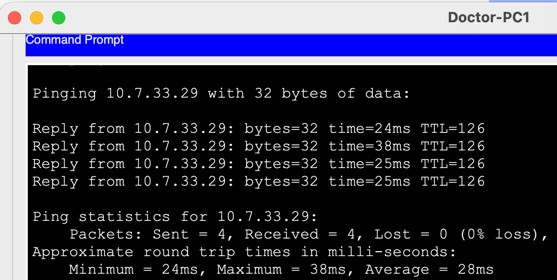 Doctor-PC1
Command Prompt
Pinging 10.7.33.29 with 32 bytes of data:
Reply from 10.7.33.29: bytes=32 time=24ms TTL=126
Reply from 10.7.33.29: bytes=32 time=38ms TTL=126
Reply from 10.7.33.29: bytes=32 time=25ms TTL=126
Reply from 10.7.33.29: bytes=32 time=25ms TTL=126
Ping statistics for 10.7.33.29:
Packets: Sent = 4, Received = 4, Lost = 0 (0% loss),
Approximate round trip times in milli-seconds:
Minimum = 24ms, Maximum = 38ms, Average = 28ms